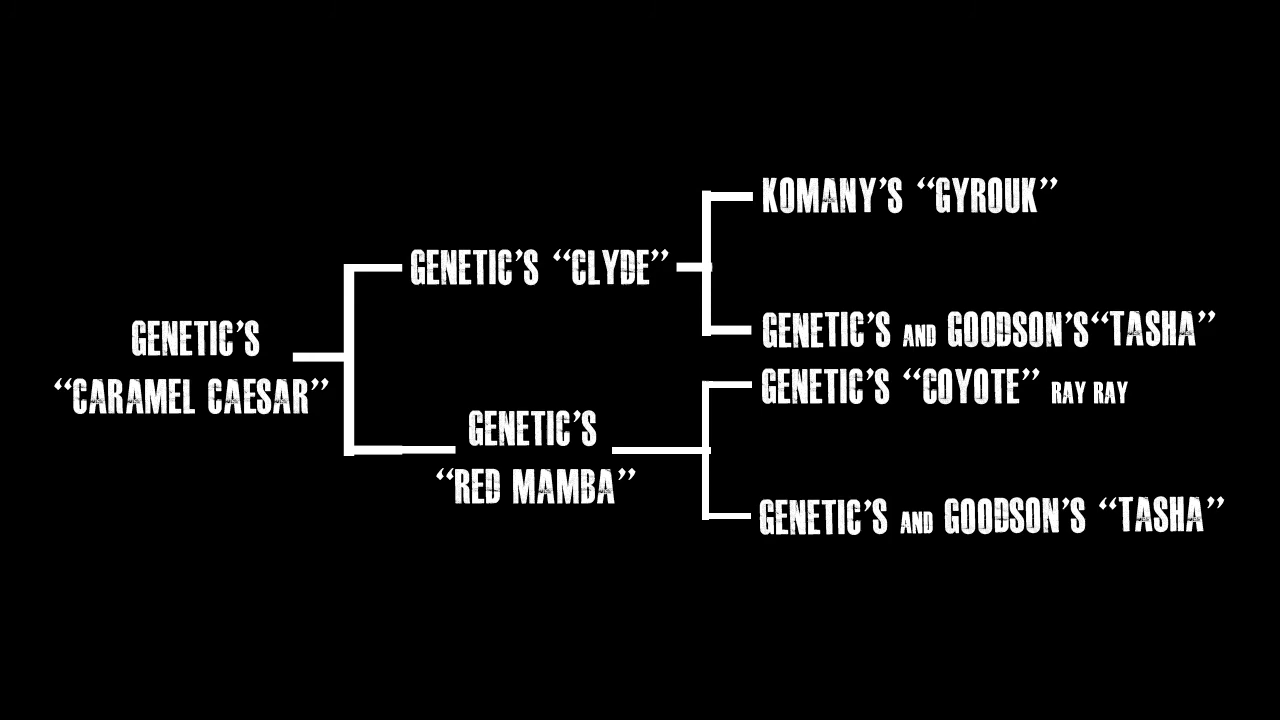 KOMANY'S “GYROUK”
GENETIC'S “CLYDE”
GENETIC'S AND GOODSON'S“TASHA”
GENETIC'S
“CARAMEL CAESAR”
GENETIC'S “COYOTE” RAY RAY
GENETIC'S
“RED MAMBA”
GENETIC'S AND GOODSON'S “TASHA”